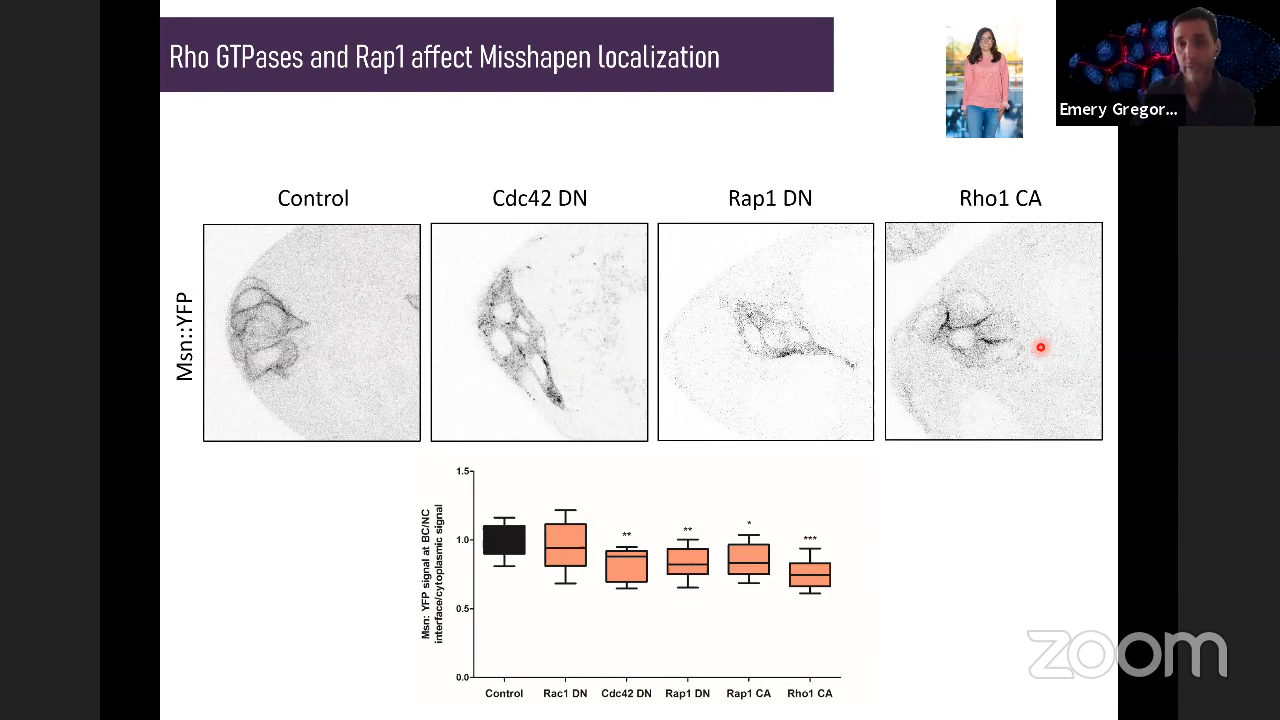 Rho GTPases and Rap1 affect Misshapen localization
Emery Gregor...
Control
Cdc42 DN
Rap1 DN
Rho1 CA
Msn::YFP
Msn: YFP signal at BC/NC
interface/cytoplasmic signal
1.5
1.0
0.5
0.0
**
**
*
***
Control
Rac1 DN
Cdc42 DN
Rap1 DN
Rap1 CA
Rho1 CA
zoom